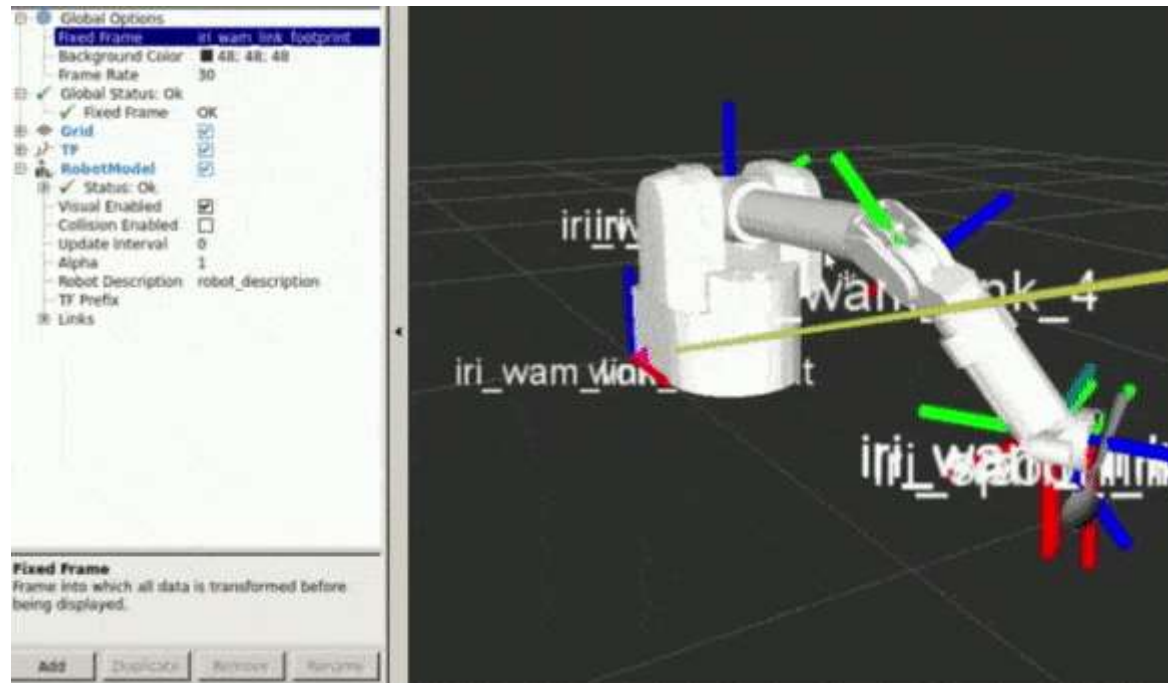 Global Options
Fixed Frame iri_wam_link_footprint
Background Color 48; 48; 48
Frame Rate 30
Global Status: Ok
Fixed Frame OK
Grid
TF
RobotModel
Status: Ok
Visual Enabled
Collision Enabled
Update Interval 0
Alpha 1
Robot Description robot_description
TF Prefix
Links
Fixed Frame
Frame into which all data is transformed before
being displayed.
Add Duplicate Remove Rename
_4
iri_wam